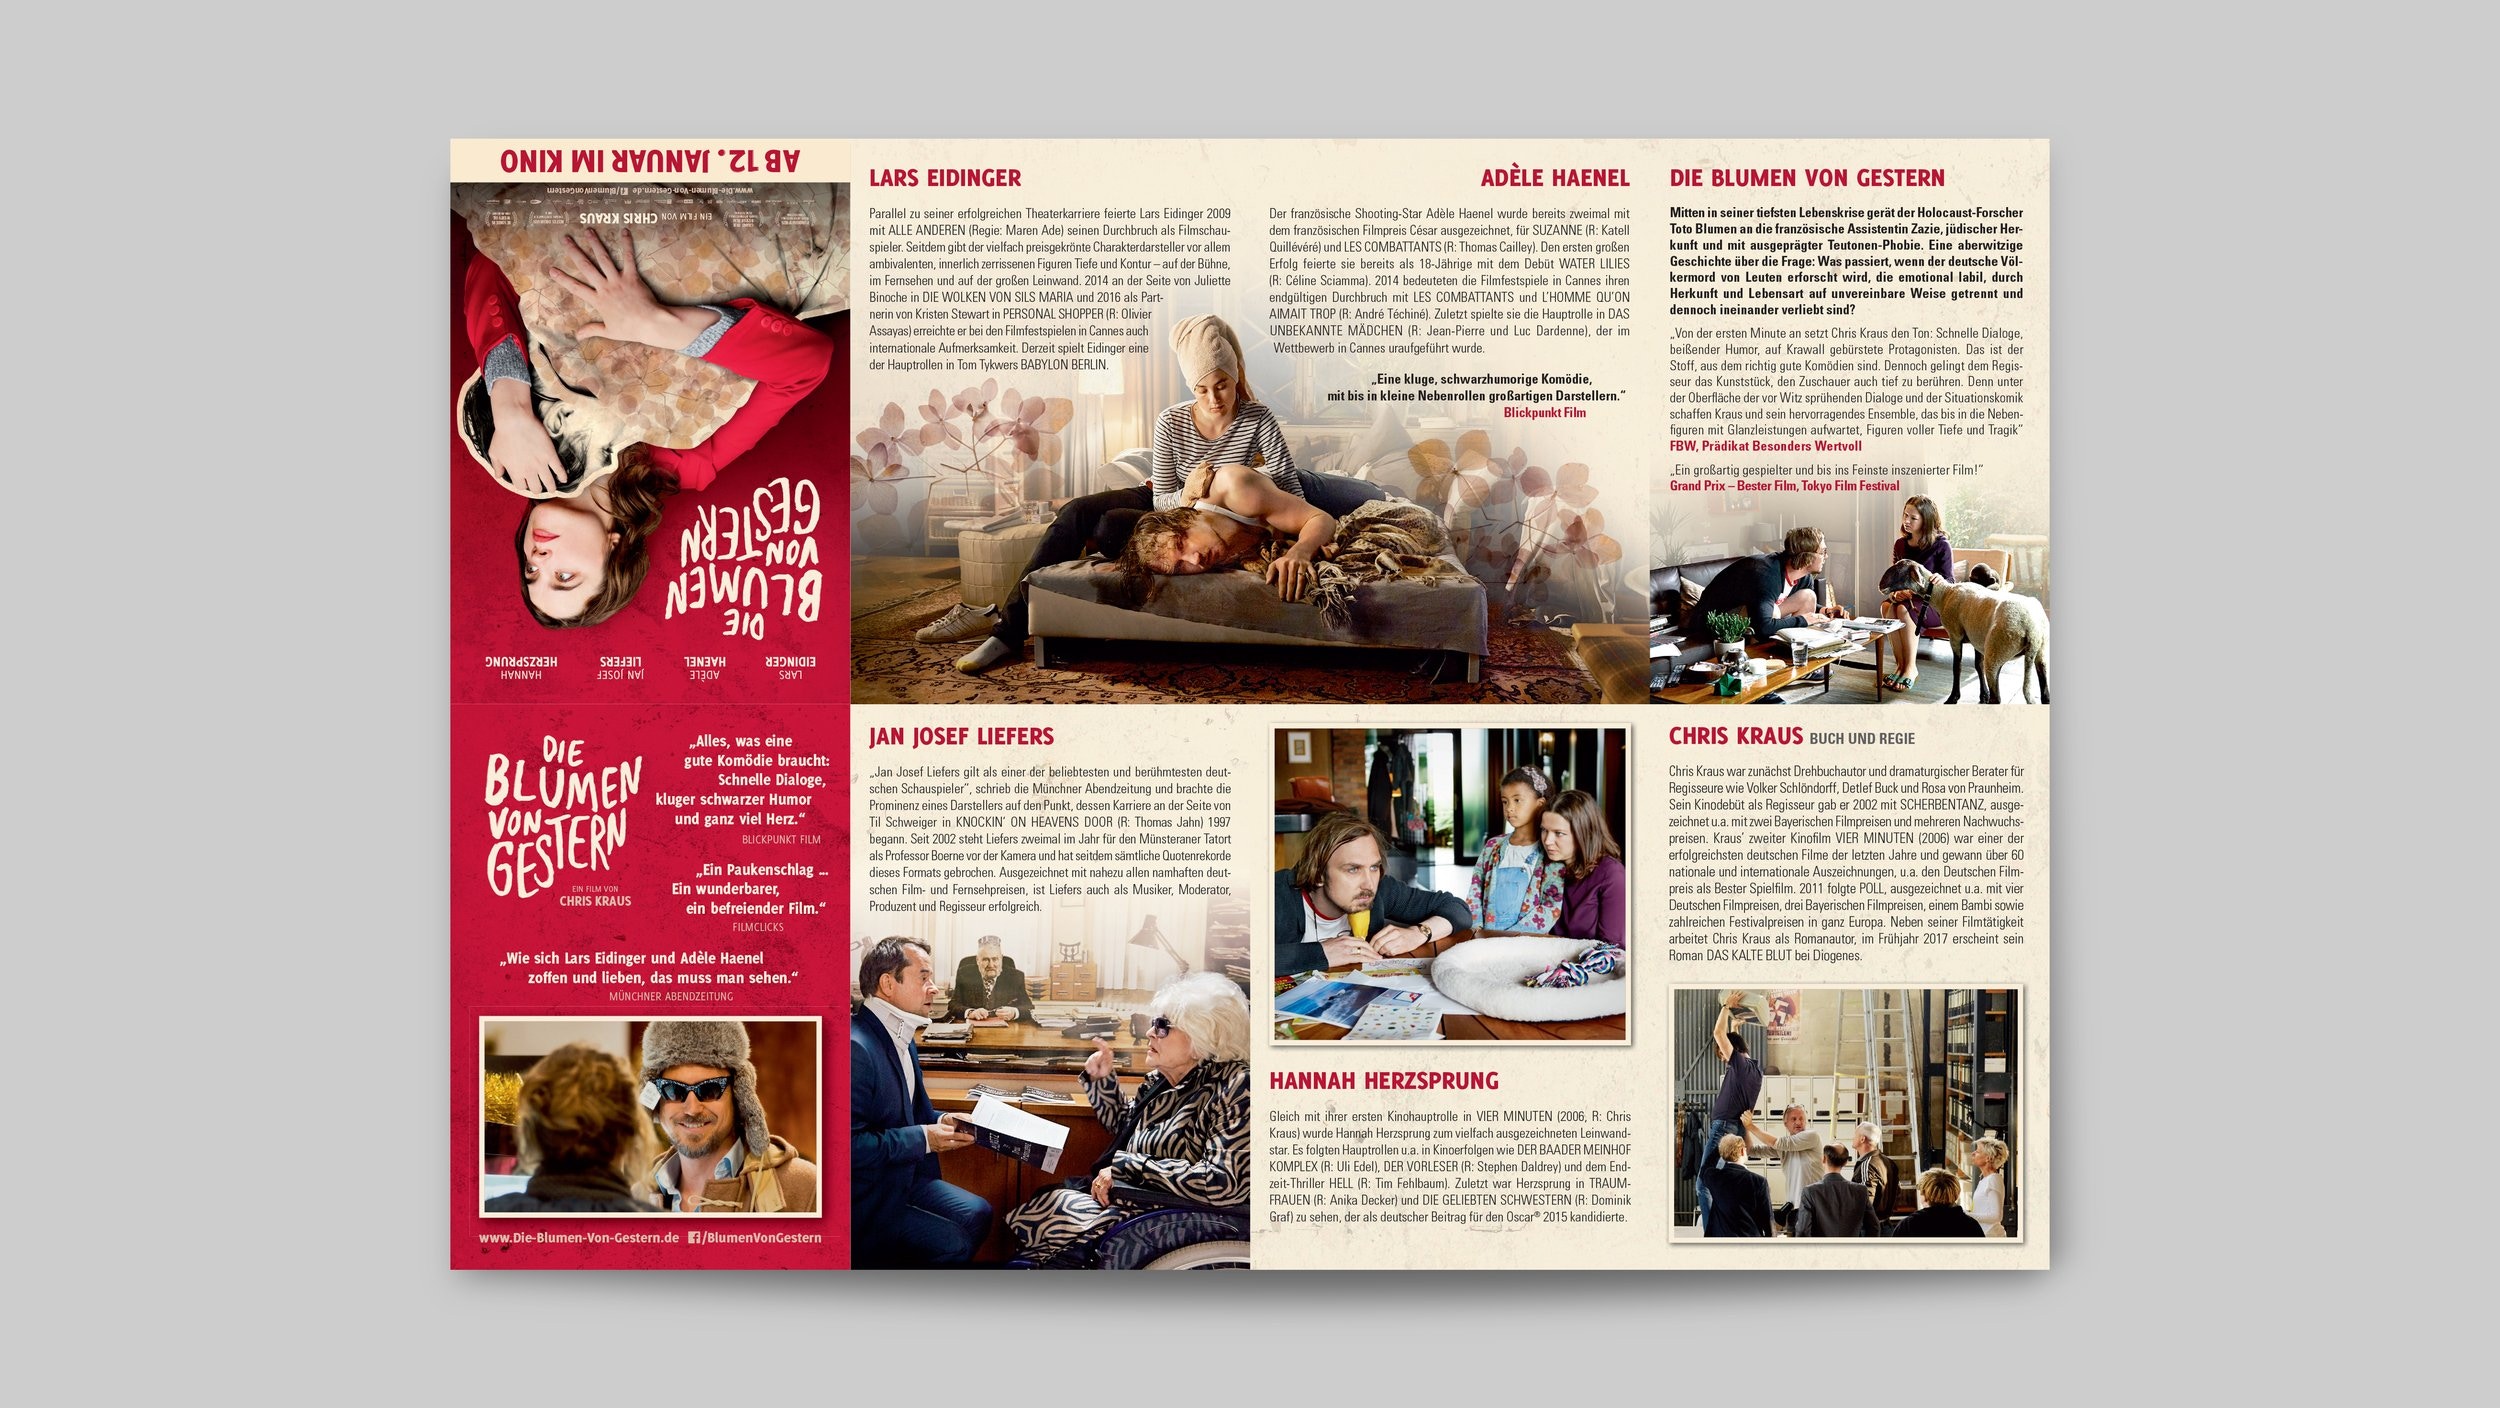 AB 12. JANUAR IM KINO
www.Die-Blumen-Von-Gestern.de /BlumenVonGestern
EIN FILM VON CHRIS KRAUS
DIE
BLUMEN
VON
GESTERN
LARS EIDINGER
ADÈLE HAENEL
JAN JOSEF LIEFERS
HANNAH HERZSPRUNG
LARS EIDINGER
Parallel zu seiner erfolgreichen Theaterkarriere feierte Lars Eidinger 2009
mit ALLE ANDEREN (Regie: Maren Ade) seinen Durchbruch als Filmschau-
spieler. Seitdem gibt der vielfach preisgekrönte Charakterdarsteller vor allem
ambivalenten, innerlich zerrissenen Figuren Tiefe und Kontur – auf der Bühne,
im Fernsehen und auf der großen Leinwand. 2014 an der Seite von Juliette
Binoche in DIE WOLKEN VON SILS MARIA und 2016 als Part-
nerin von Kristen Stewart in PERSONAL SHOPPER (R: Olivier
Assayas) erreichte er bei den Filmfestspielen in Cannes auch
internationale Aufmerksamkeit. Derzeit spielt Eidinger eine
der Hauptrollen in Tom Tykwers BABYLON BERLIN.
ADÈLE HAENEL
Der französische Shooting-Star Adèle Haenel wurde bereits zweimal mit
dem französischen Filmpreis César ausgezeichnet, für SUZANNE (R: Katell
Quillévéré) und LES COMBATTANTS (R: Thomas Cailley). Den ersten großen
Erfolg feierte sie bereits als 18-Jährige mit dem Debüt WATER LILIES
(R: Céline Sciamma). 2014 bedeuteten die Filmfestspiele in Cannes ihren
endgültigen Durchbruch mit LES COMBATTANTS und L'HOMME QU'ON
AIMAIT TROP (R: André Téchiné). Zuletzt spielte sie die Hauptrolle in DAS
UNBEKANNTE MÄDCHEN (R: Jean-Pierre und Luc Dardenne), der im
Wettbewerb in Cannes uraufgeführt wurde.
„Eine kluge, schwarzhumorige Komödie,
mit bis in kleine Nebenrollen großartigen Darstellern.“
Blickpunkt Film
DIE BLUMEN VON GESTERN
Mitten in seiner tiefsten Lebenskrise gerät der Holocaust-Forscher
Toto Blumen an die französische Assistentin Zazie, jüdischer Her-
kunft und mit ausgeprägter Teutonen-Phobie. Eine aberwitzige
Geschichte über die Frage: Was passiert, wenn der deutsche Völ-
kermord von Leuten erforscht wird, die emotional labil, durch
Herkunft und Lebensart auf unvereinbare Weise getrennt und
dennoch ineinander verliebt sind?
„Von der ersten Minute an setzt Chris Kraus den Ton: Schnelle Dialoge,
beißender Humor, auf Krawall gebürstete Protagonisten. Das ist der
Stoff, aus dem richtig gute Komödien sind. Dennoch gelingt dem Regis-
seur das Kunststück, den Zuschauer auch tief zu berühren. Denn unter
der Oberfläche der vor Witz sprühenden Dialoge und der Situationskomik
schaffen Kraus und sein hervorragendes Ensemble, das bis in die Neben-
figuren mit Glanzleistungen aufwartet, Figuren voller Tiefe und Tragik“
FBW, Prädikat Besonders Wertvoll
„Ein großartig gespielter und bis ins Feinste inszenierter Film!“
Grand Prix – Bester Film, Tokyo Film Festival
DIE
BLUMEN
VON
GESTERN
EIN FILM VON
CHRIS KRAUS
„Alles, was eine
gute Komödie braucht:
Schnelle Dialoge,
kluger schwarzer Humor
und ganz viel Herz.“
BLICKPUNKT FILM
„Ein Paukenschlag ...
Ein wunderbarer,
ein befreiender Film.“
FILMCLICKS
„Wie sich Lars Eidinger und Adèle Haenel
zoffen und lieben, das muss man sehen.“
MÜNCHNER ABENDZEITUNG
www.Die-Blumen-Von-Gestern.de /BlumenVonGestern
JAN JOSEF LIEFERS
„Jan Josef Liefers gilt als einer der beliebtesten und berühmtesten deut-
schen Schauspieler“, schrieb die Münchner Abendzeitung und brachte die
Prominenz eines Darstellers auf den Punkt, dessen Karriere an der Seite von
Til Schweiger in KNOCKIN' ON HEAVENS DOOR (R: Thomas Jahn) 1997
begann. Seit 2002 steht Liefers zweimal im Jahr für den Münsteraner Tatort
als Professor Boerne vor der Kamera und hat seitdem sämtliche Quotenrekorde
dieses Formats gebrochen. Ausgezeichnet mit nahezu allen namhaften deut-
schen Film- und Fernsehpreisen, ist Liefers auch als Musiker, Moderator,
Produzent und Regisseur erfolgreich.
HANNAH HERZSPRUNG
Gleich mit ihrer ersten Kinohauptrolle in VIER MINUTEN (2006, R: Chris
Kraus) wurde Hannah Herzsprung zum vielfach ausgezeichneten Leinwand-
star. Es folgten Hauptrollen u.a. in Kinoerfolgen wie DER BAADER MEINHOF
KOMPLEX (R: Uli Edel), DER VORLESER (R: Stephen Daldrey) und dem End-
zeit-Thriller HELL (R: Tim Fehlbaum). Zuletzt war Herzsprung in TRAUM-
FRAUEN (R: Anika Decker) und DIE GELIEBTEN SCHWESTERN (R: Dominik
Graf) zu sehen, der als deutscher Beitrag für den Oscar® 2015 kandidierte.
CHRIS KRAUS BUCH UND REGIE
Chris Kraus war zunächst Drehbuchautor und dramaturgischer Berater für
Regisseure wie Volker Schlöndorff, Detlef Buck und Rosa von Praunheim.
Sein Kinodebüt als Regisseur gab er 2002 mit SCHERBENTANZ, ausge-
zeichnet u.a. mit zwei Bayerischen Filmpreisen und mehreren Nachwuchs-
preisen. Kraus' zweiter Kinofilm VIER MINUTEN (2006) war einer der
erfolgreichsten deutschen Filme der letzten Jahre und gewann über 60
nationale und internationale Auszeichnungen, u.a. den Deutschen Film-
preis als Bester Spielfilm. 2011 folgte POLL, ausgezeichnet u.a. mit vier
Deutschen Filmpreisen, drei Bayerischen Filmpreisen, einem Bambi sowie
zahlreichen Festivalpreisen in ganz Europa. Neben seiner Filmtätigkeit
arbeitet Chris Kraus als Romanautor, im Frühjahr 2017 erscheint sein
Roman DAS KALTE BLUT bei Diogenes.